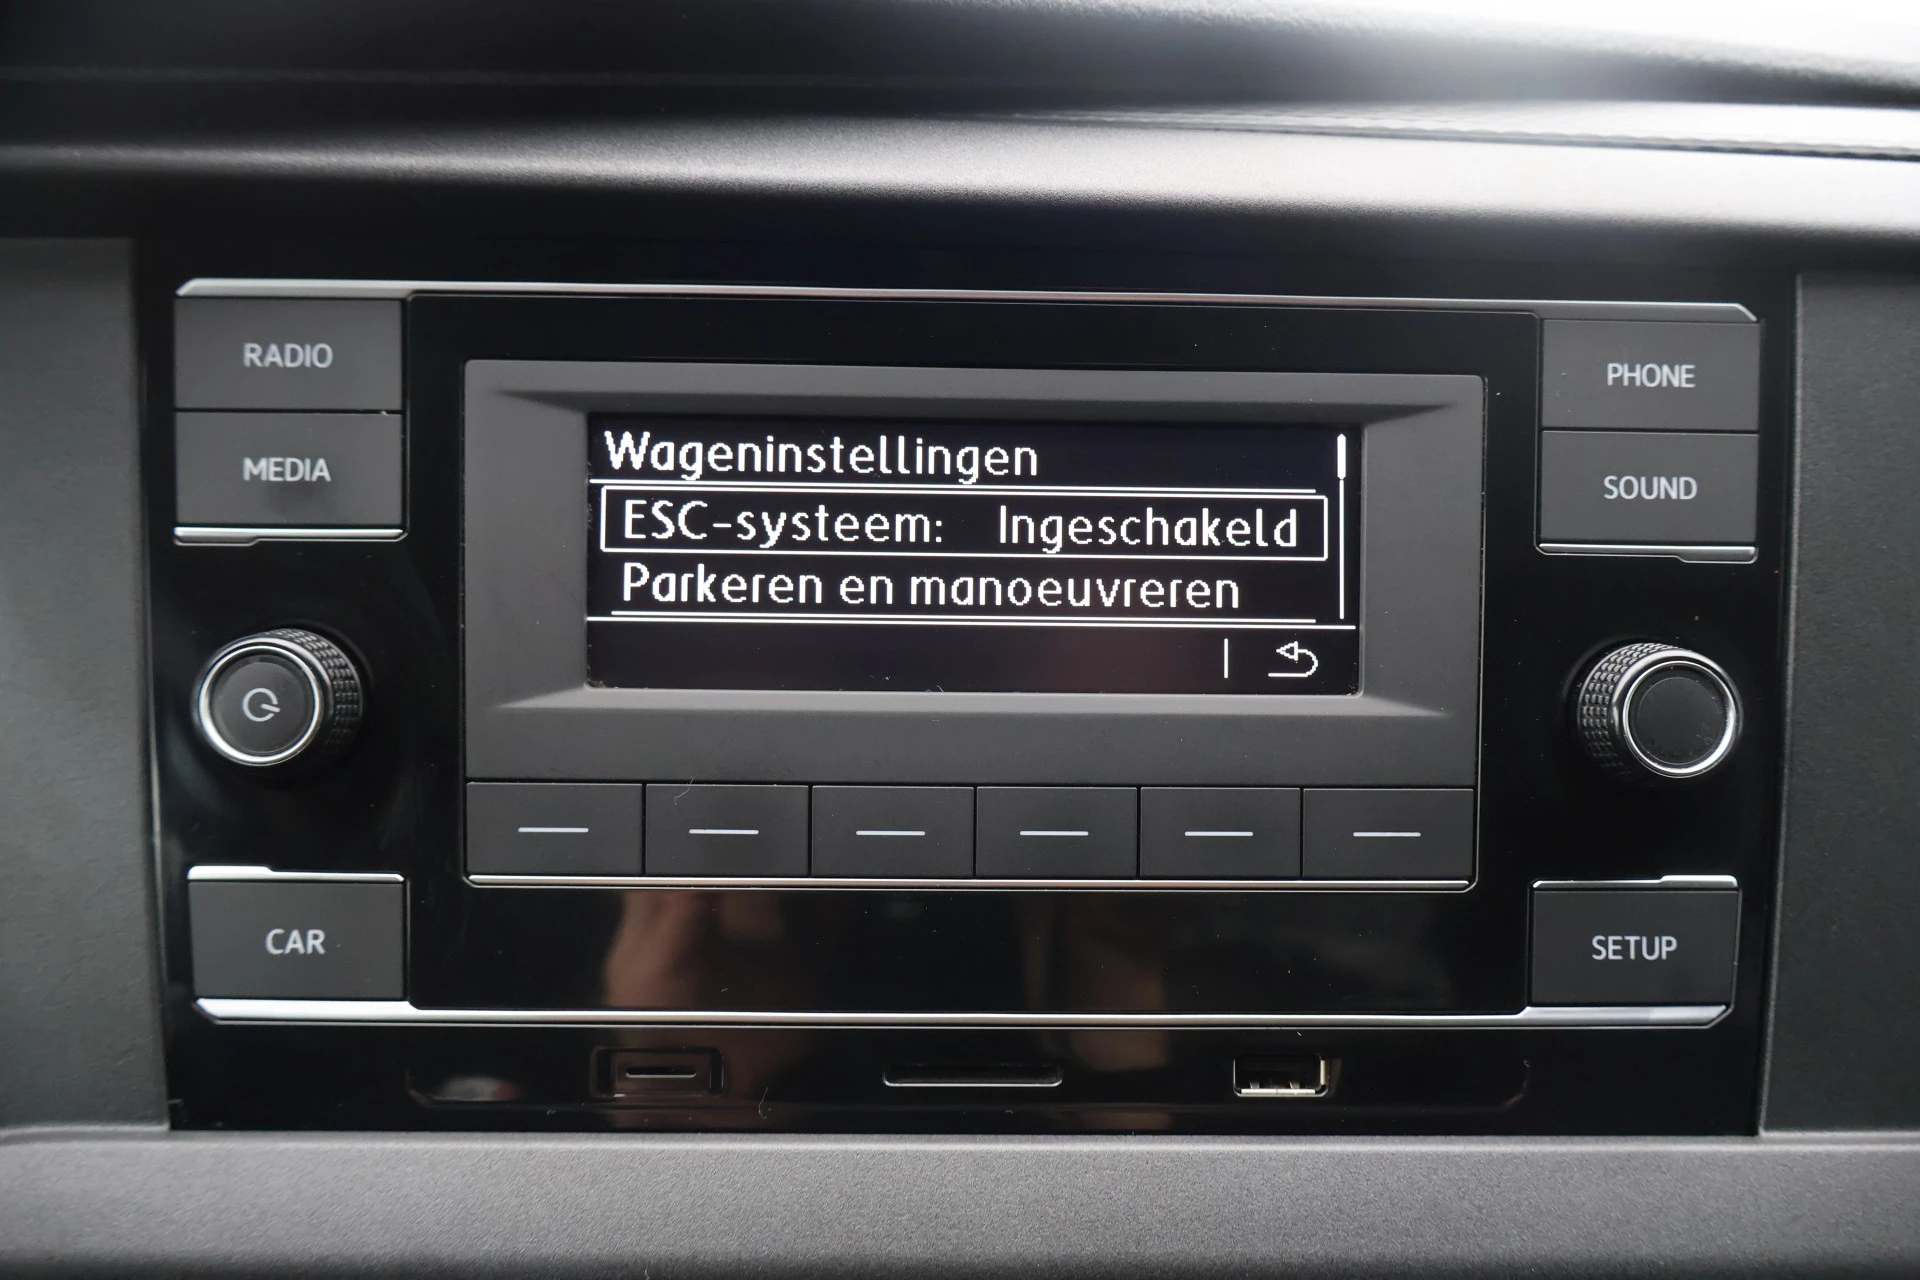 RADIO
MEDIA
PHONE
SOUND
Wageninstellingen
ESC-systeem: Ingeschakeld
Parkeren en manoeuvreren
CAR
SETUP